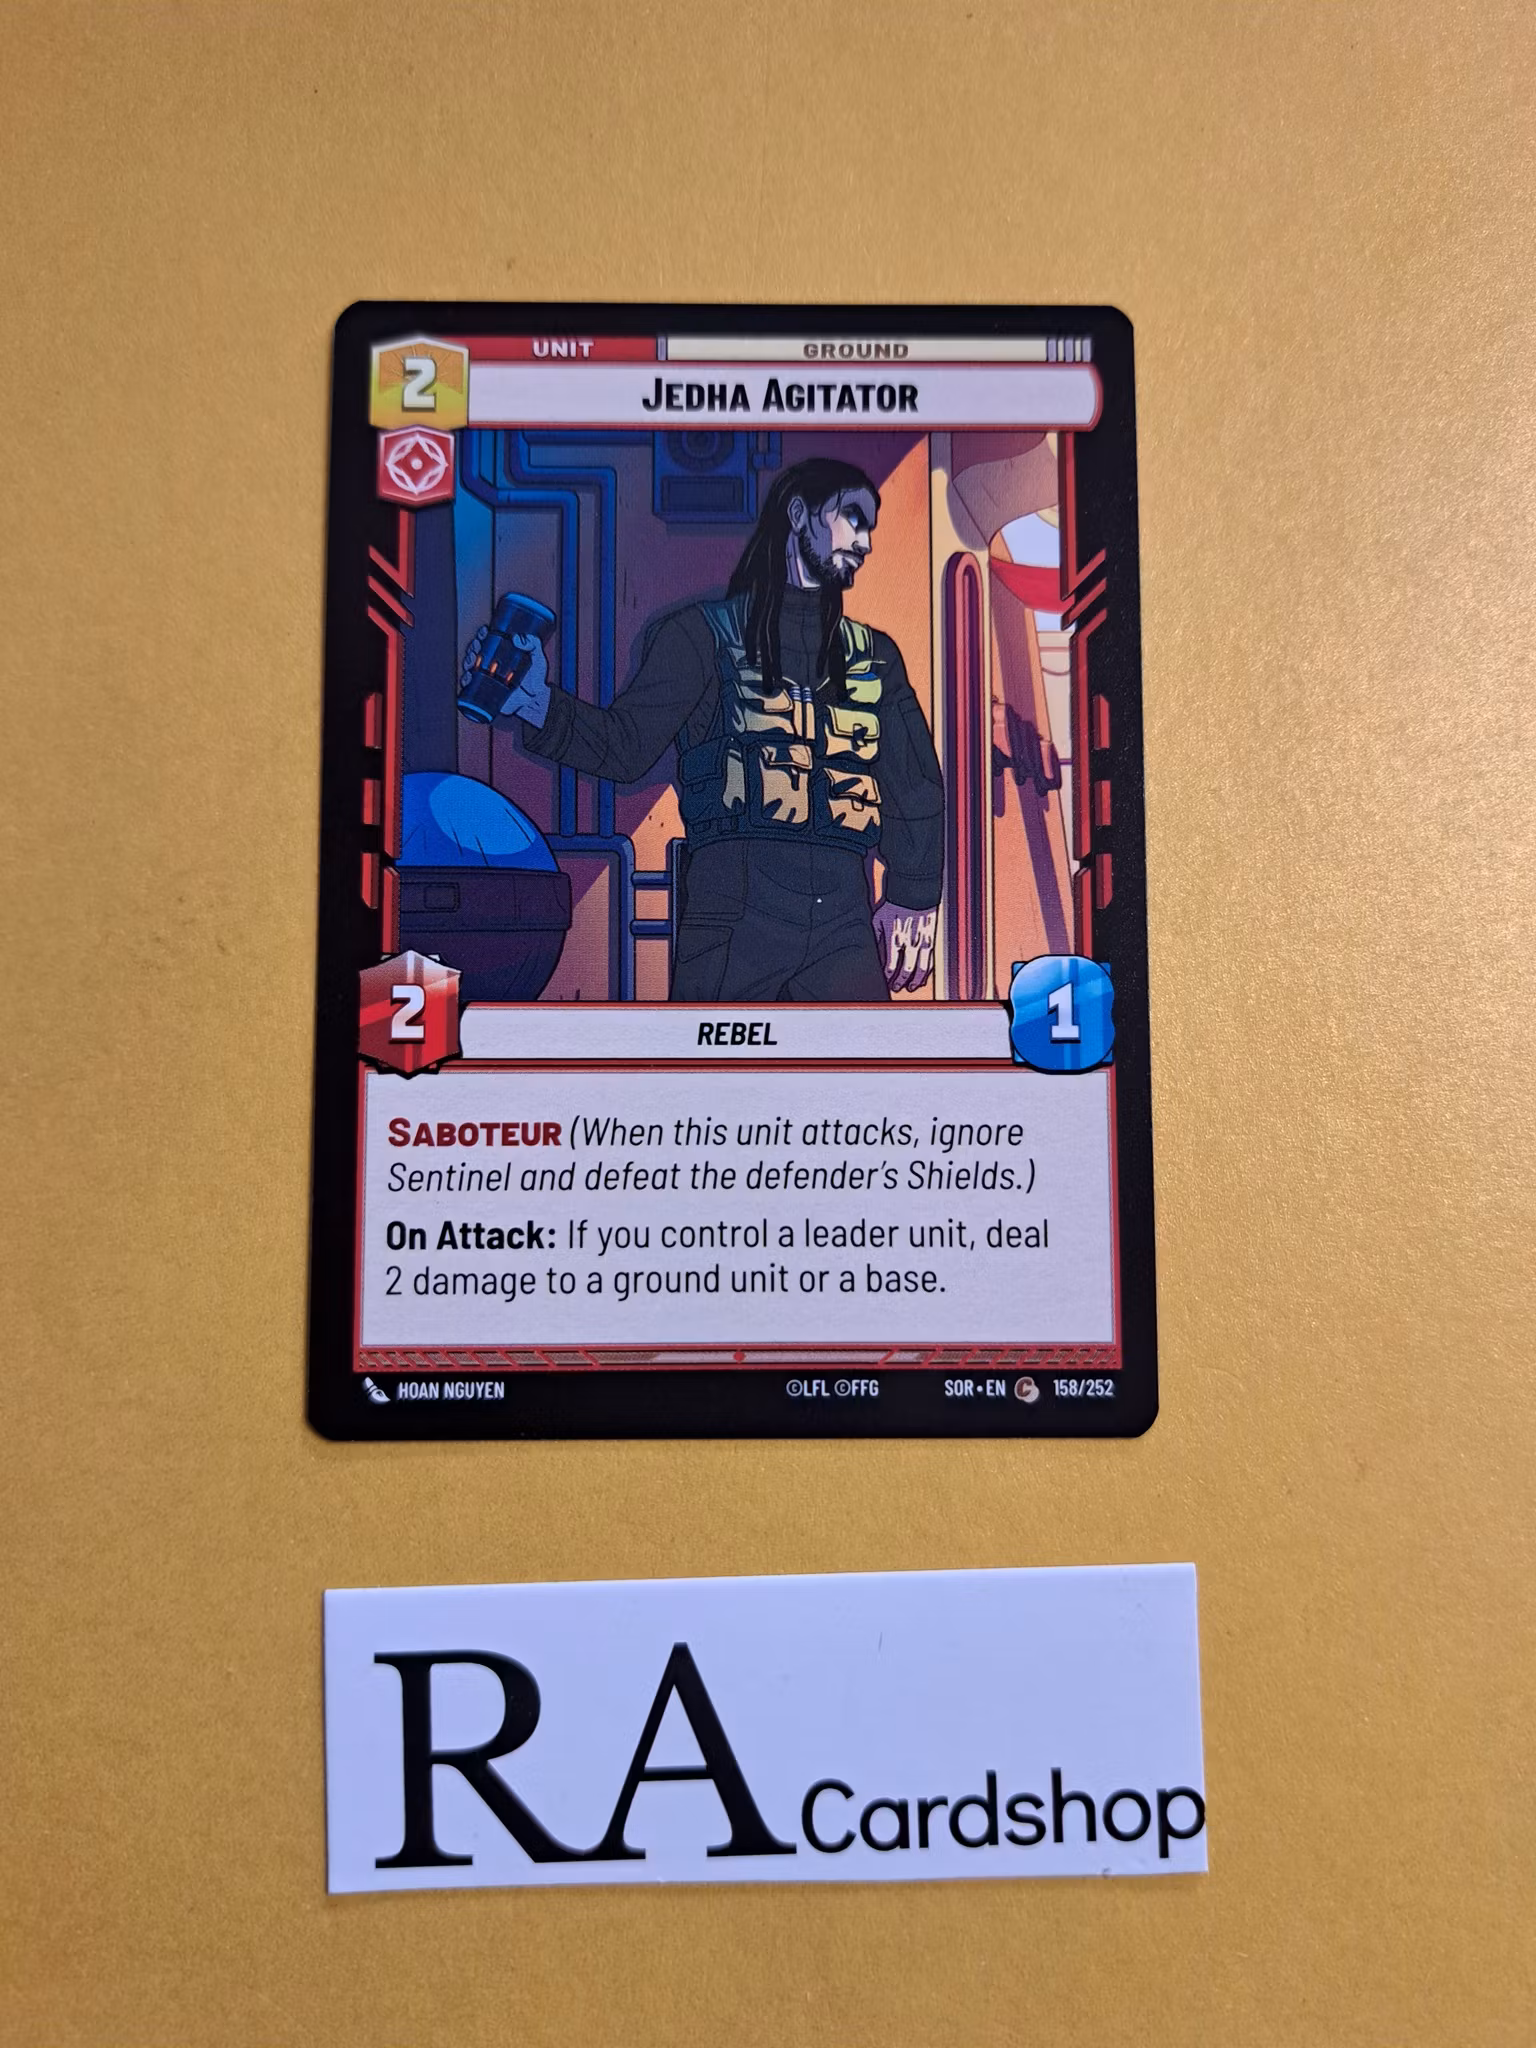 2
UNIT
GROUND
JEDHA AGITATOR
2
REBEL
1
SABOTEUR (When this unit attacks, ignore
Sentinel and defeat the defender's Shields.)
On Attack: If you control a leader unit, deal
2 damage to a ground unit or a base.
HOAN NGUYEN
©LFL ©FFG
SOR • EN C 158/252
RA Cardshop